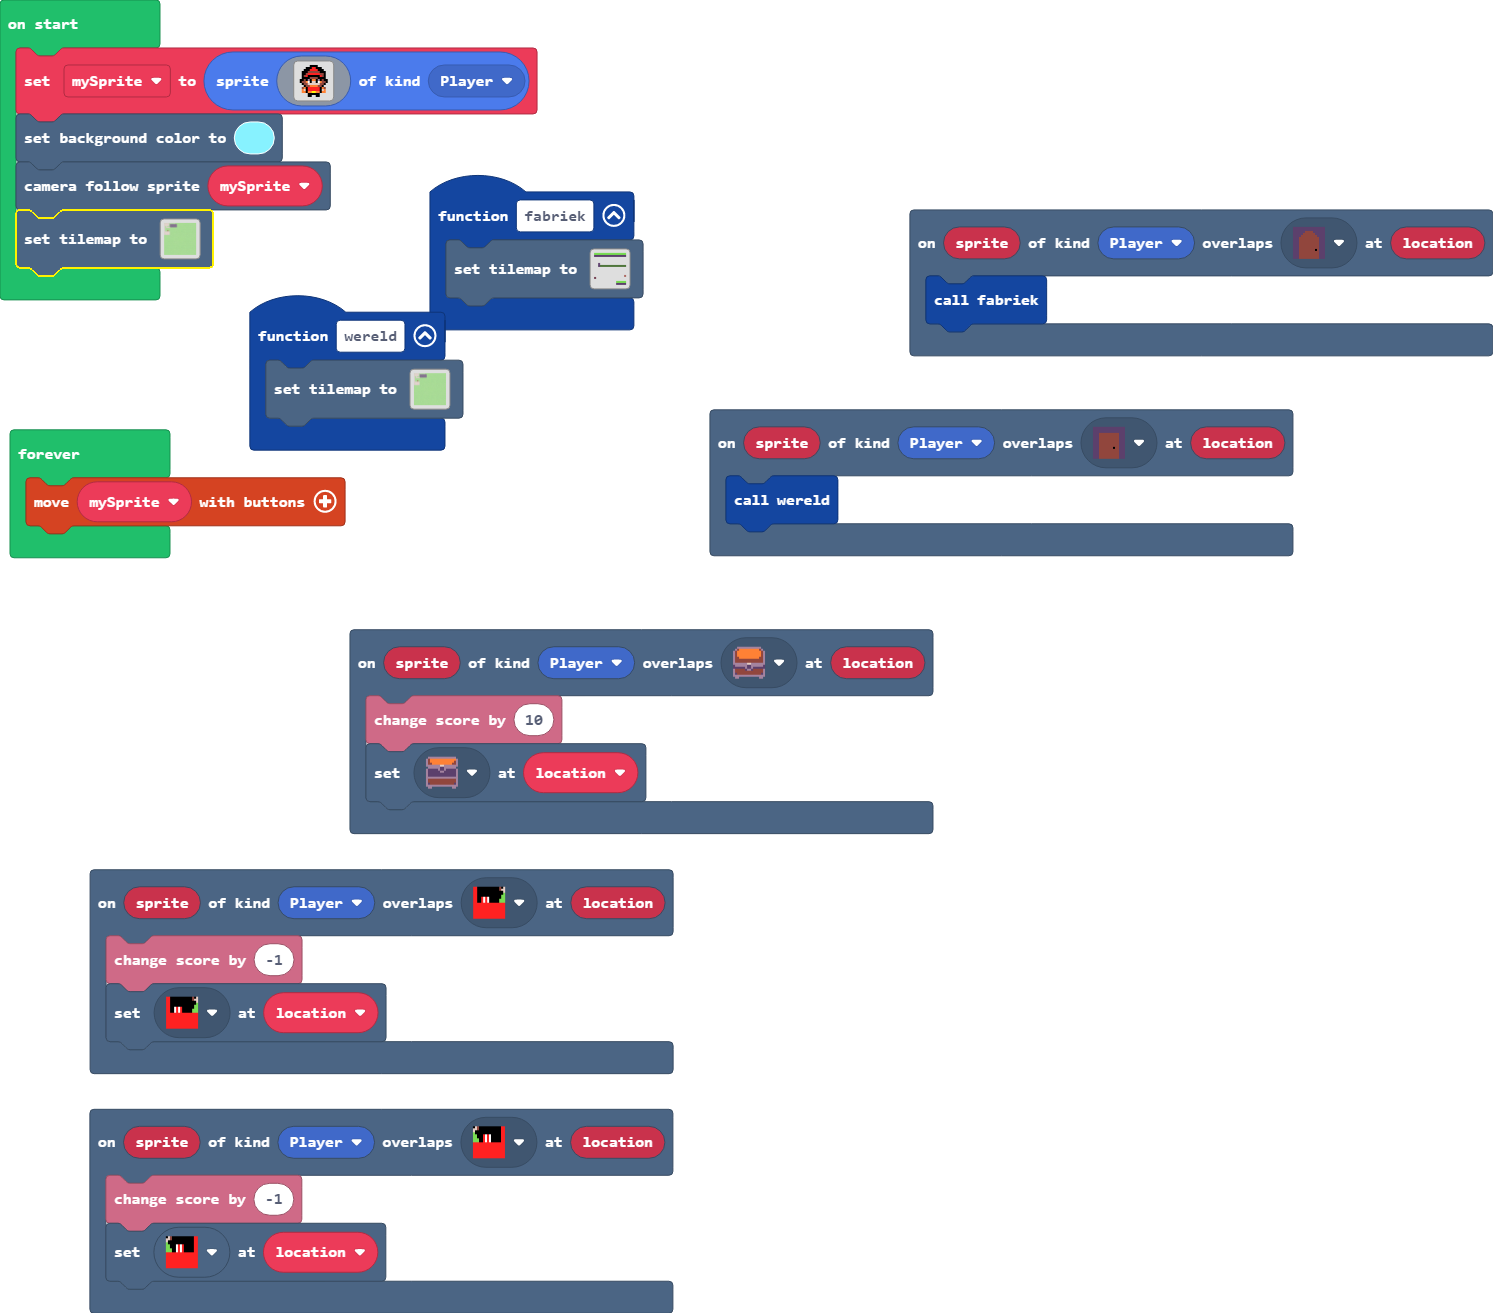 on start
set mySprite to sprite of kind Player
set background color to
camera follow sprite mySprite
set tilemap to
function fabriek
set tilemap to
function wereld
set tilemap to
forever
move mySprite with buttons
on sprite of kind Player overlaps at location
call fabriek
on sprite of kind Player overlaps at location
call wereld
on sprite of kind Player overlaps at location
change score by 10
set at location
on sprite of kind Player overlaps at location
change score by -1
set at location
on sprite of kind Player overlaps at location
change score by -1
set at location